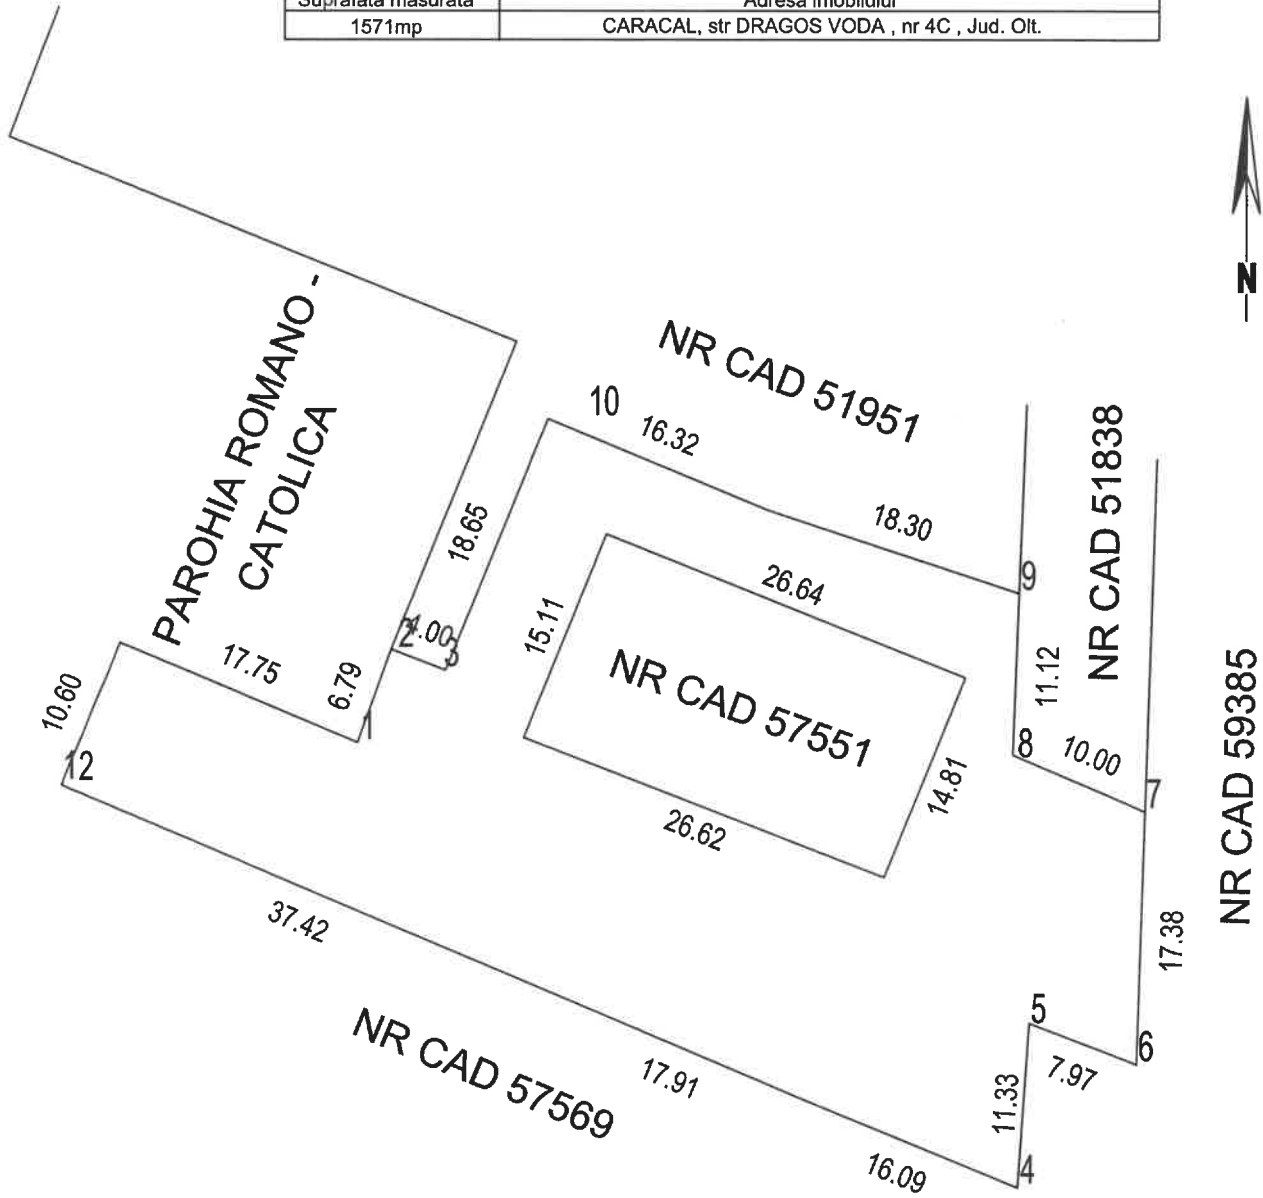 Suprafata masurata
Adresa imobilului
1571mp
CARACAL, str DRAGOS VODA , nr 4C , Jud. Olt.
N
PAROHIA ROMANO -
CATOLICA
NR CAD 51951
10
16.32
18.30
18.65
26.64
15.11
NR CAD 57551
14.81
26.62
9
11.12
NR CAD 51838
8
10.00
7
NR CAD 59385
17.38
2
4.00
3
6.79
1
17.75
10.60
12
37.42
NR CAD 57569
17.91
16.09
5
7.97
6
11.33
4